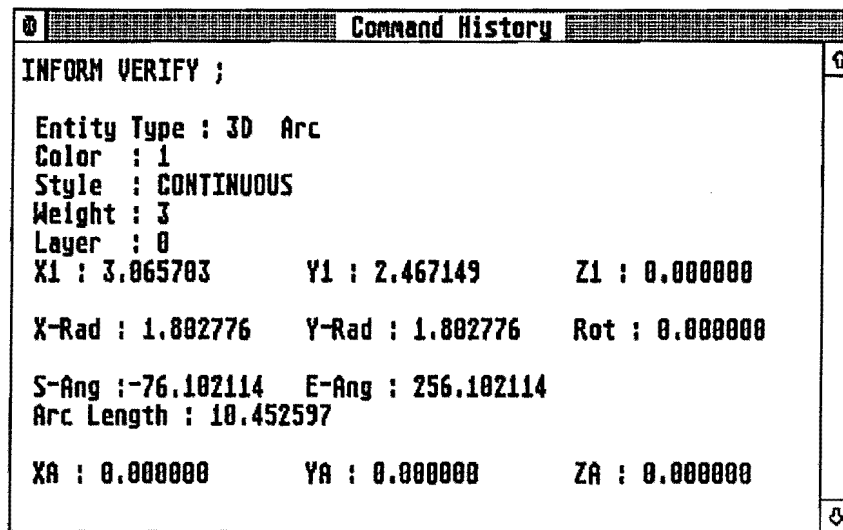 Command History
INFORM VERIFY ;
Entity Type : 3D Arc
Color : 1
Style : CONTINUOUS
Weight : 3
Layer : 0
X1 : 3.065703 Y1 : 2.467149 Z1 : 0.000000
X-Rad : 1.802776 Y-Rad : 1.802776 Rot : 0.000000
S-Ang :-76.102114 E-Ang : 256.102114
Arc Length : 10.452597
XA : 0.000000 YA : 0.000000 ZA : 0.000000